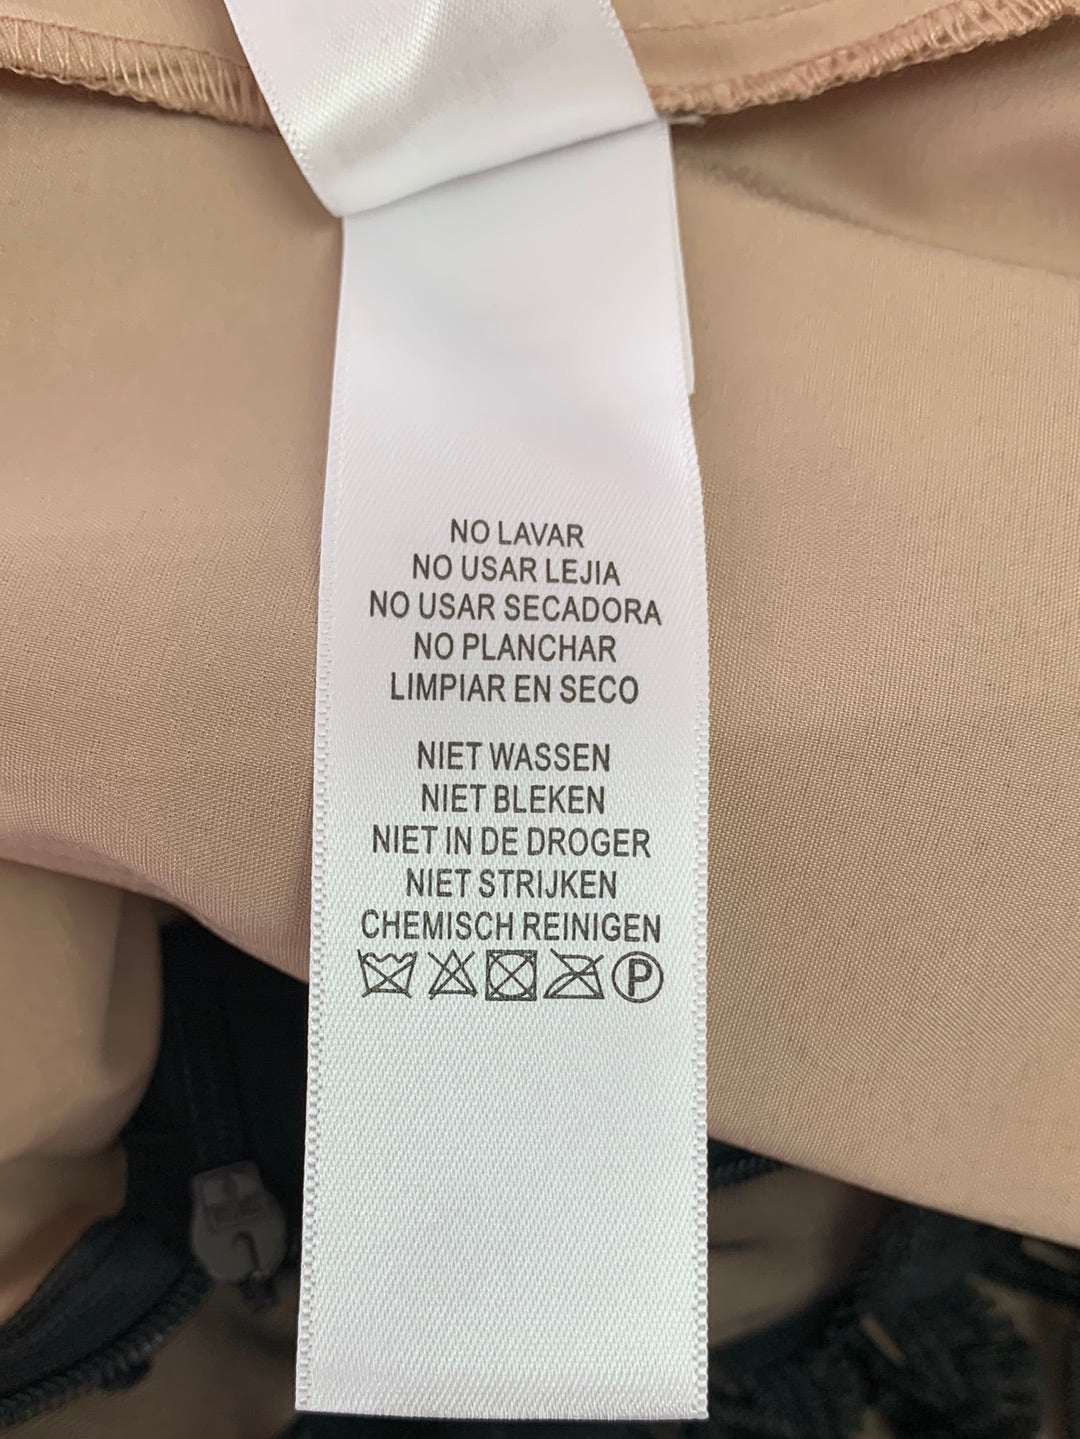 NO LAVAR
NO USAR LEJIA
NO USAR SECADORA
NO PLANCHAR
LIMPIAR EN SECO
NIET WASSEN
NIET BLEKEN
NIET IN DE DROGER
NIET STRIJKEN
CHEMISCH REINIGEN
P